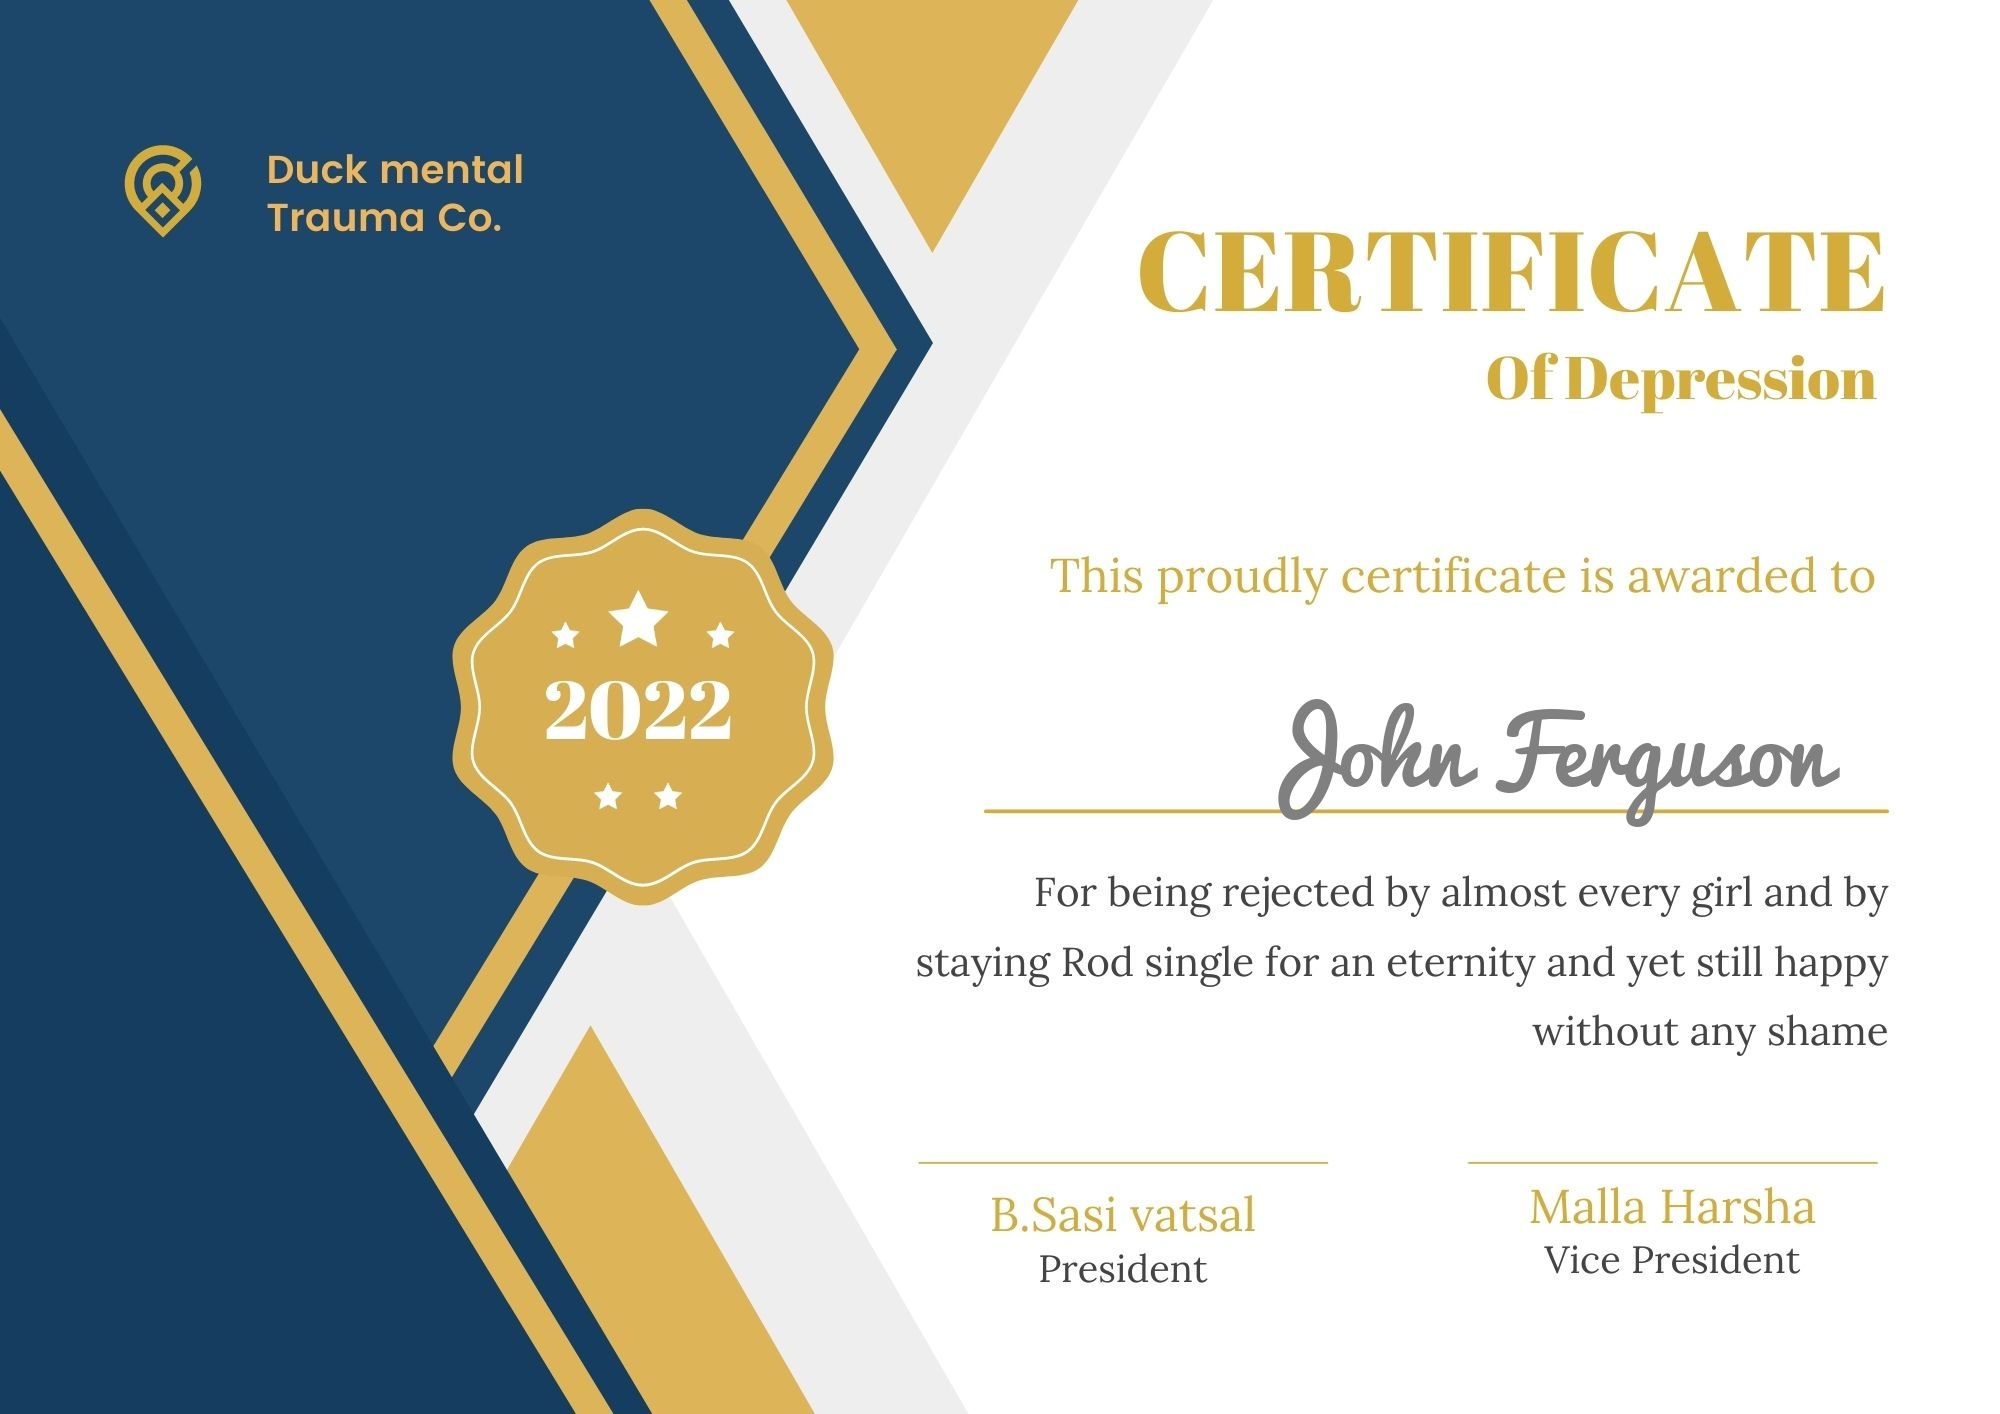 Duck mental
Trauma Co.
CERTIFICATE
Of Depression
This proudly certificate is awarded to
John Ferguson
2022
For being rejected by almost every girl and by
staying Rod single for an eternity and yet still happy
without any shame
B.Sasi vatsal
President
Malla Harsha
Vice President